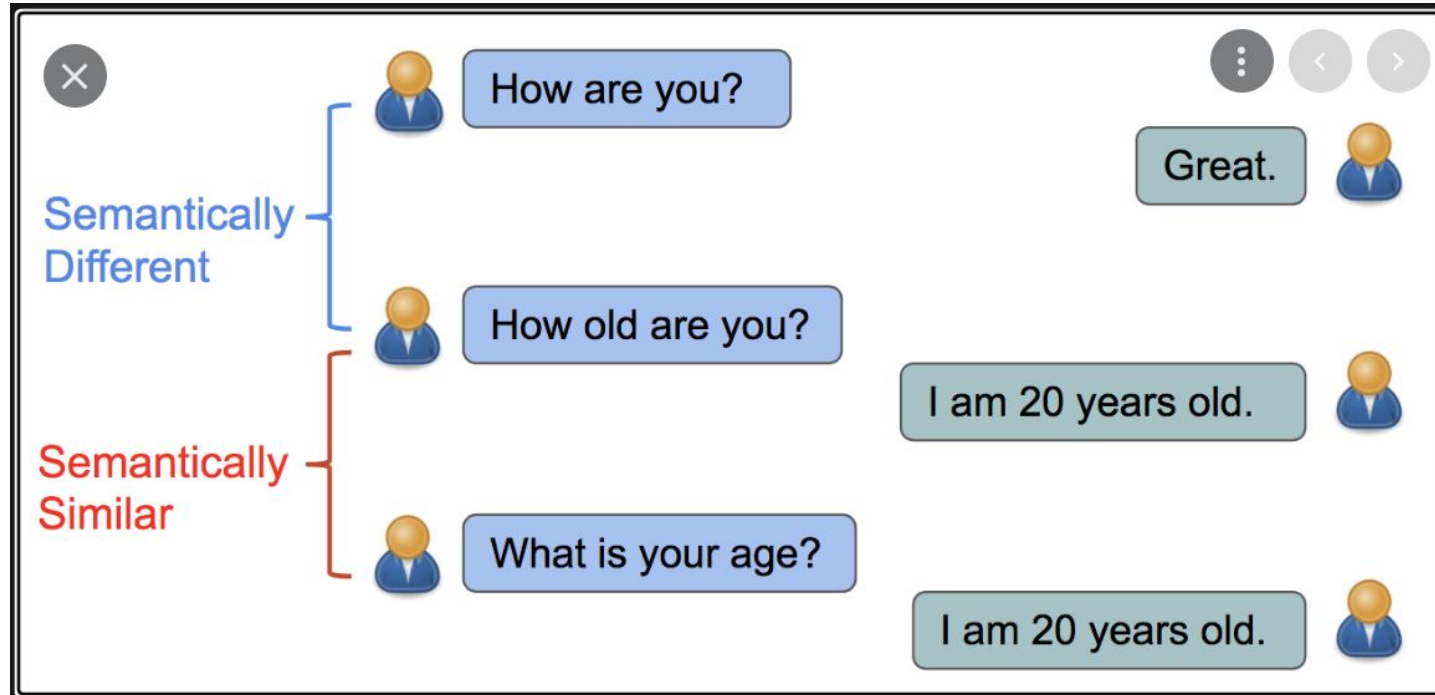 How are you?
Great.
Semantically
Different
How old are you?
I am 20 years old.
Semantically
Similar
What is your age?
I am 20 years old.